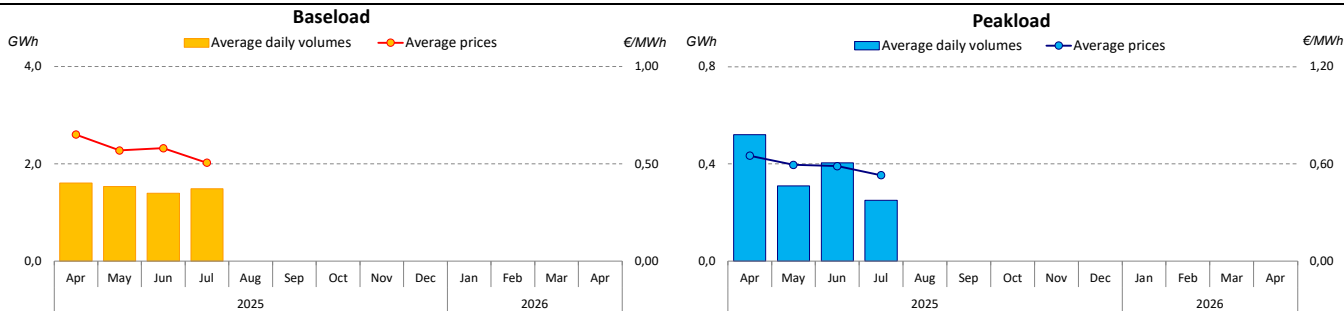 Baseload
GWh
Average daily volumes
Average prices
€/MWh
4,0
1,00
2,0
0,50
0,0
0,00
Apr May Jun Jul Aug Sep Oct Nov Dec Jan Feb Mar Apr
2025 2026
Peakload
GWh
Average daily volumes
Average prices
€/MWh
0,8
1,20
0,4
0,60
0,0
0,00
Apr May Jun Jul Aug Sep Oct Nov Dec Jan Feb Mar Apr
2025 2026